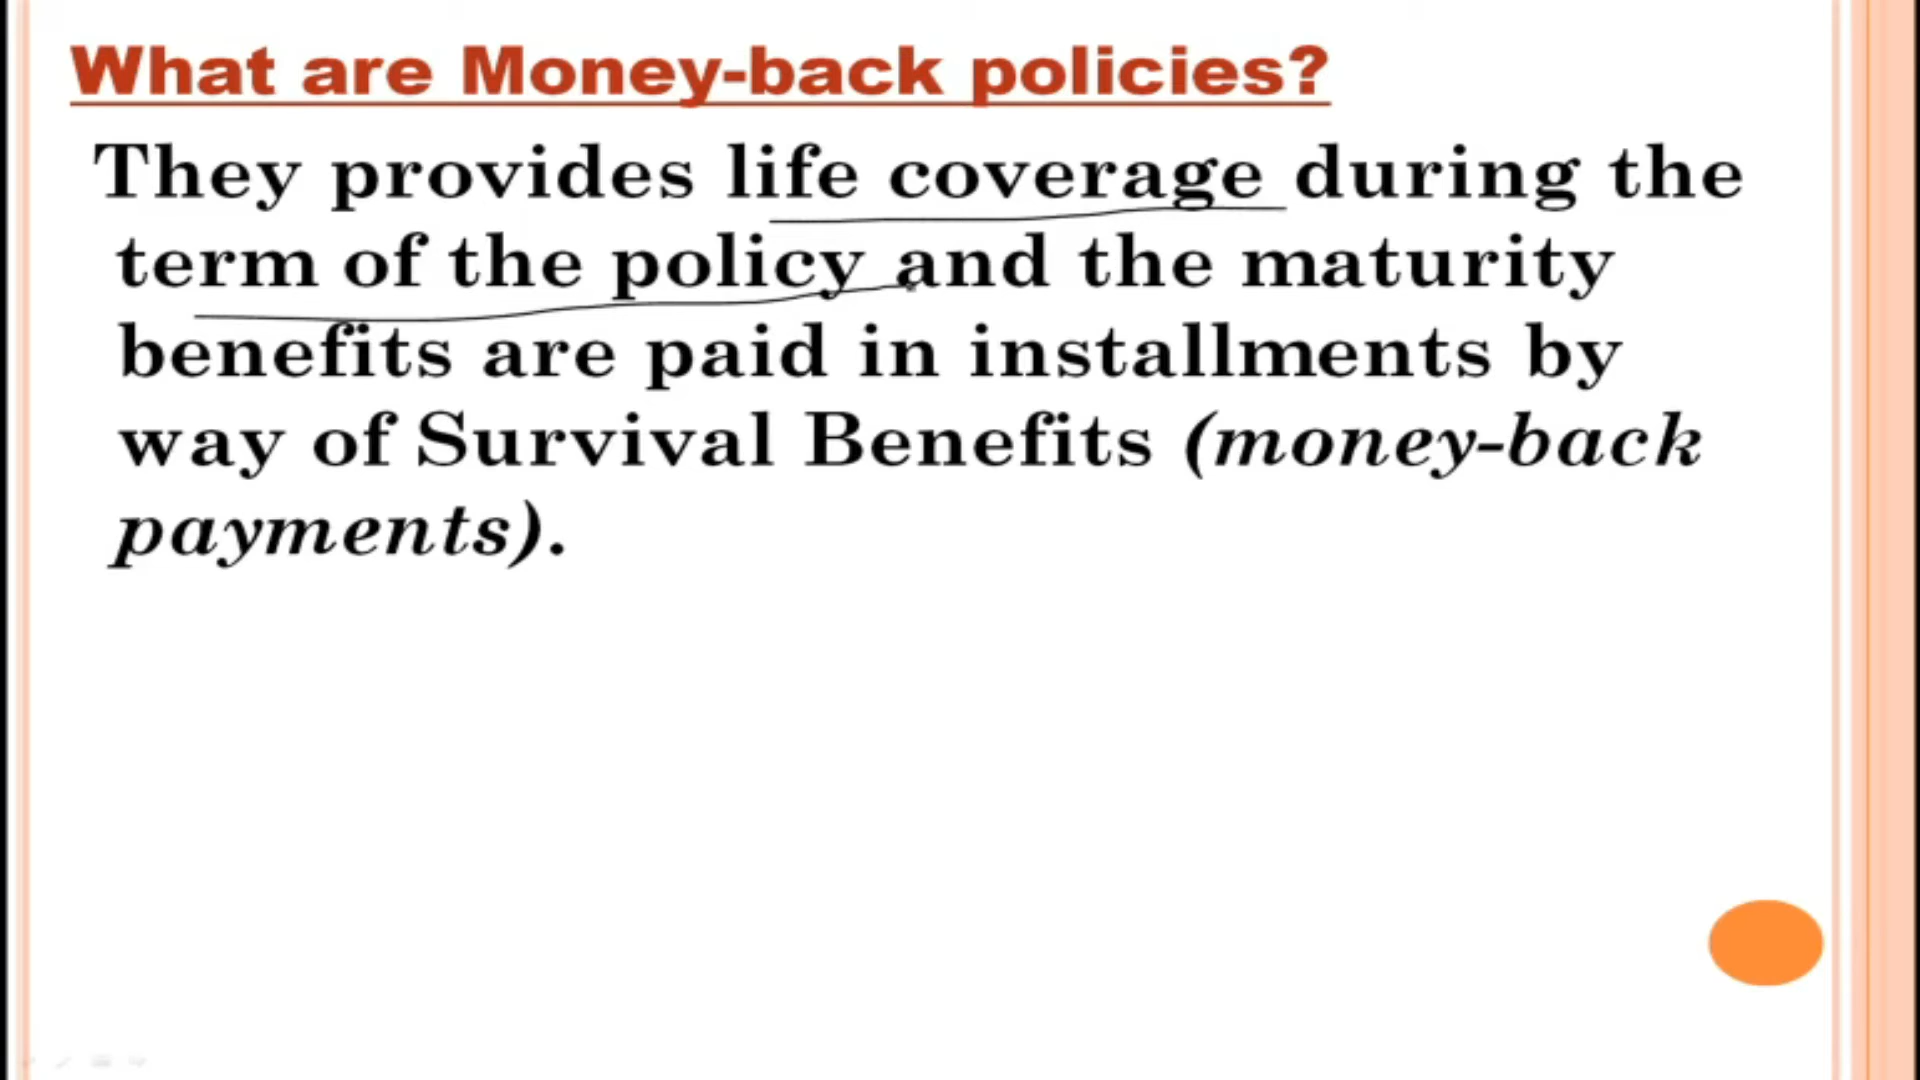 What are Money-back policies?
They provides life coverage during the
term of the policy and the maturity
benefits are paid in installments by
way of Survival Benefits (money-back
payments).